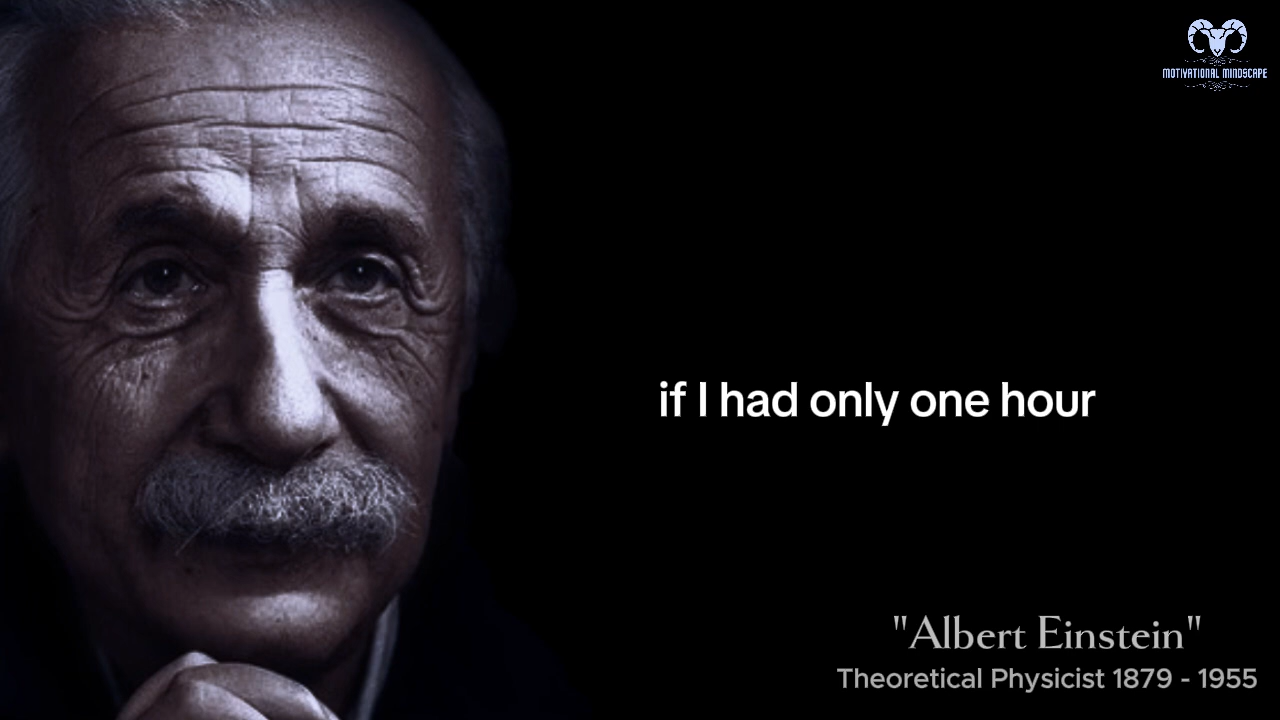 MOTIVATIONAL MINDSCAPE
if I had only one hour
"Albert Einstein"
Theoretical Physicist 1879 - 1955